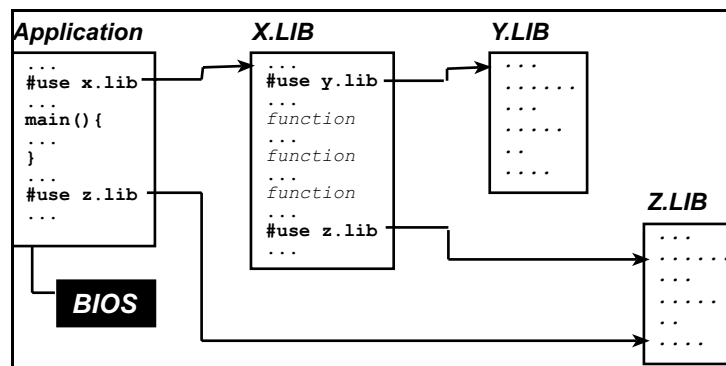 Application
...
#use x.lib
...
main(){
...
}
...
#use z.lib
...
BIOS
X.LIB
...
#use y.lib
...
function
...
function
...
function
...
#use z.lib
...
Y.LIB
...
......
...
.....
..
....
Z.LIB
...
......
...
.....
..
....